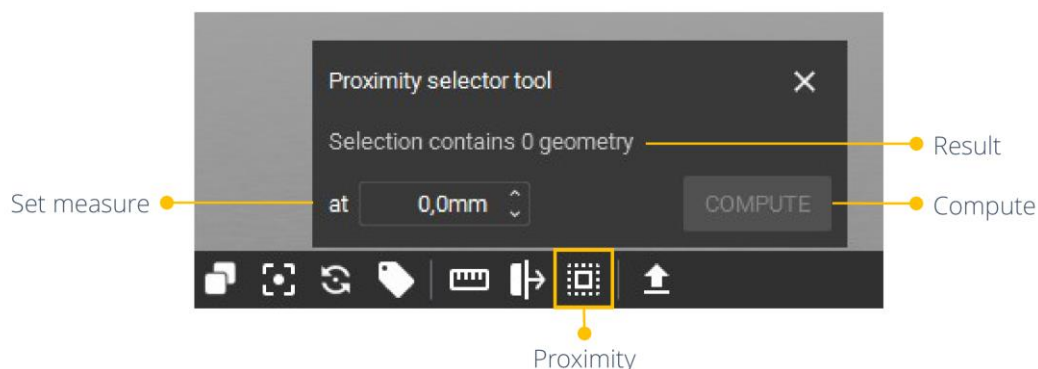 Proximity selector tool
Selection contains 0 geometry
Result
Set measure
at 0,0mm COMPUTE
Compute
Proximity